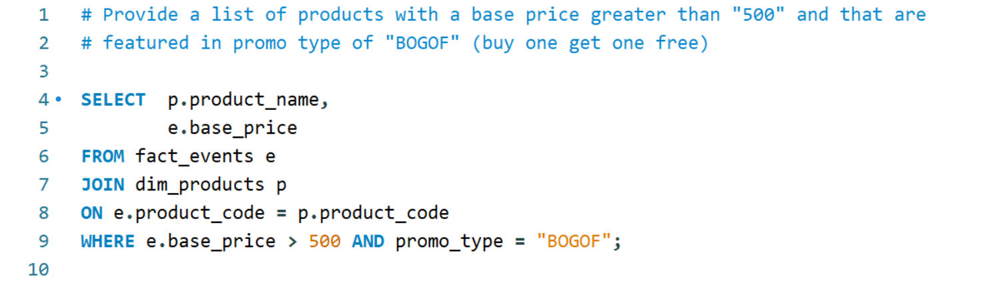 1 # Provide a list of products with a base price greater than "500" and that are
2 # featured in promo type of "BOGOF" (buy one get one free)
3
4 • SELECT p.product_name,
5 e.base_price
6 FROM fact_events e
7 JOIN dim_products p
8 ON e.product_code = p.product_code
9 WHERE e.base_price > 500 AND promo_type = "BOGOF";
10